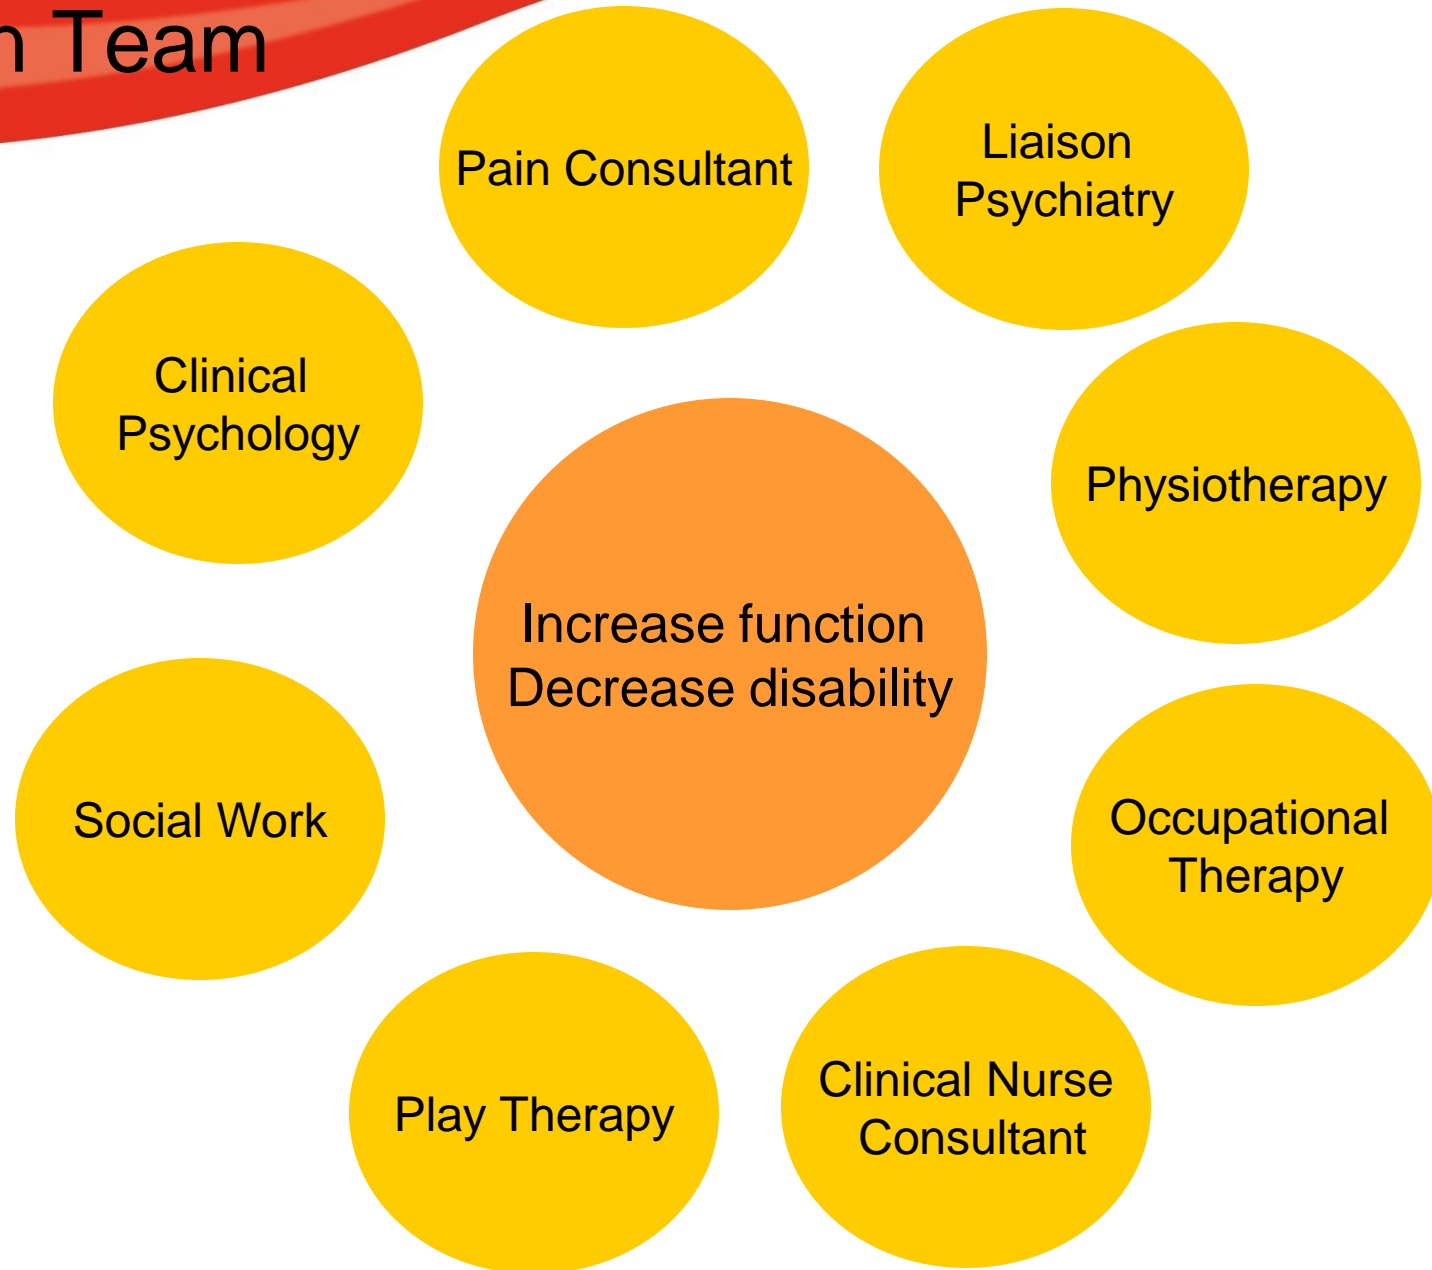 n Team
Pain Consultant
Liaison
Psychiatry
Clinical
Psychology
Physiotherapy
Increase function
Decrease disability
Social Work
Occupational
Therapy
Play Therapy
Clinical Nurse
Consultant